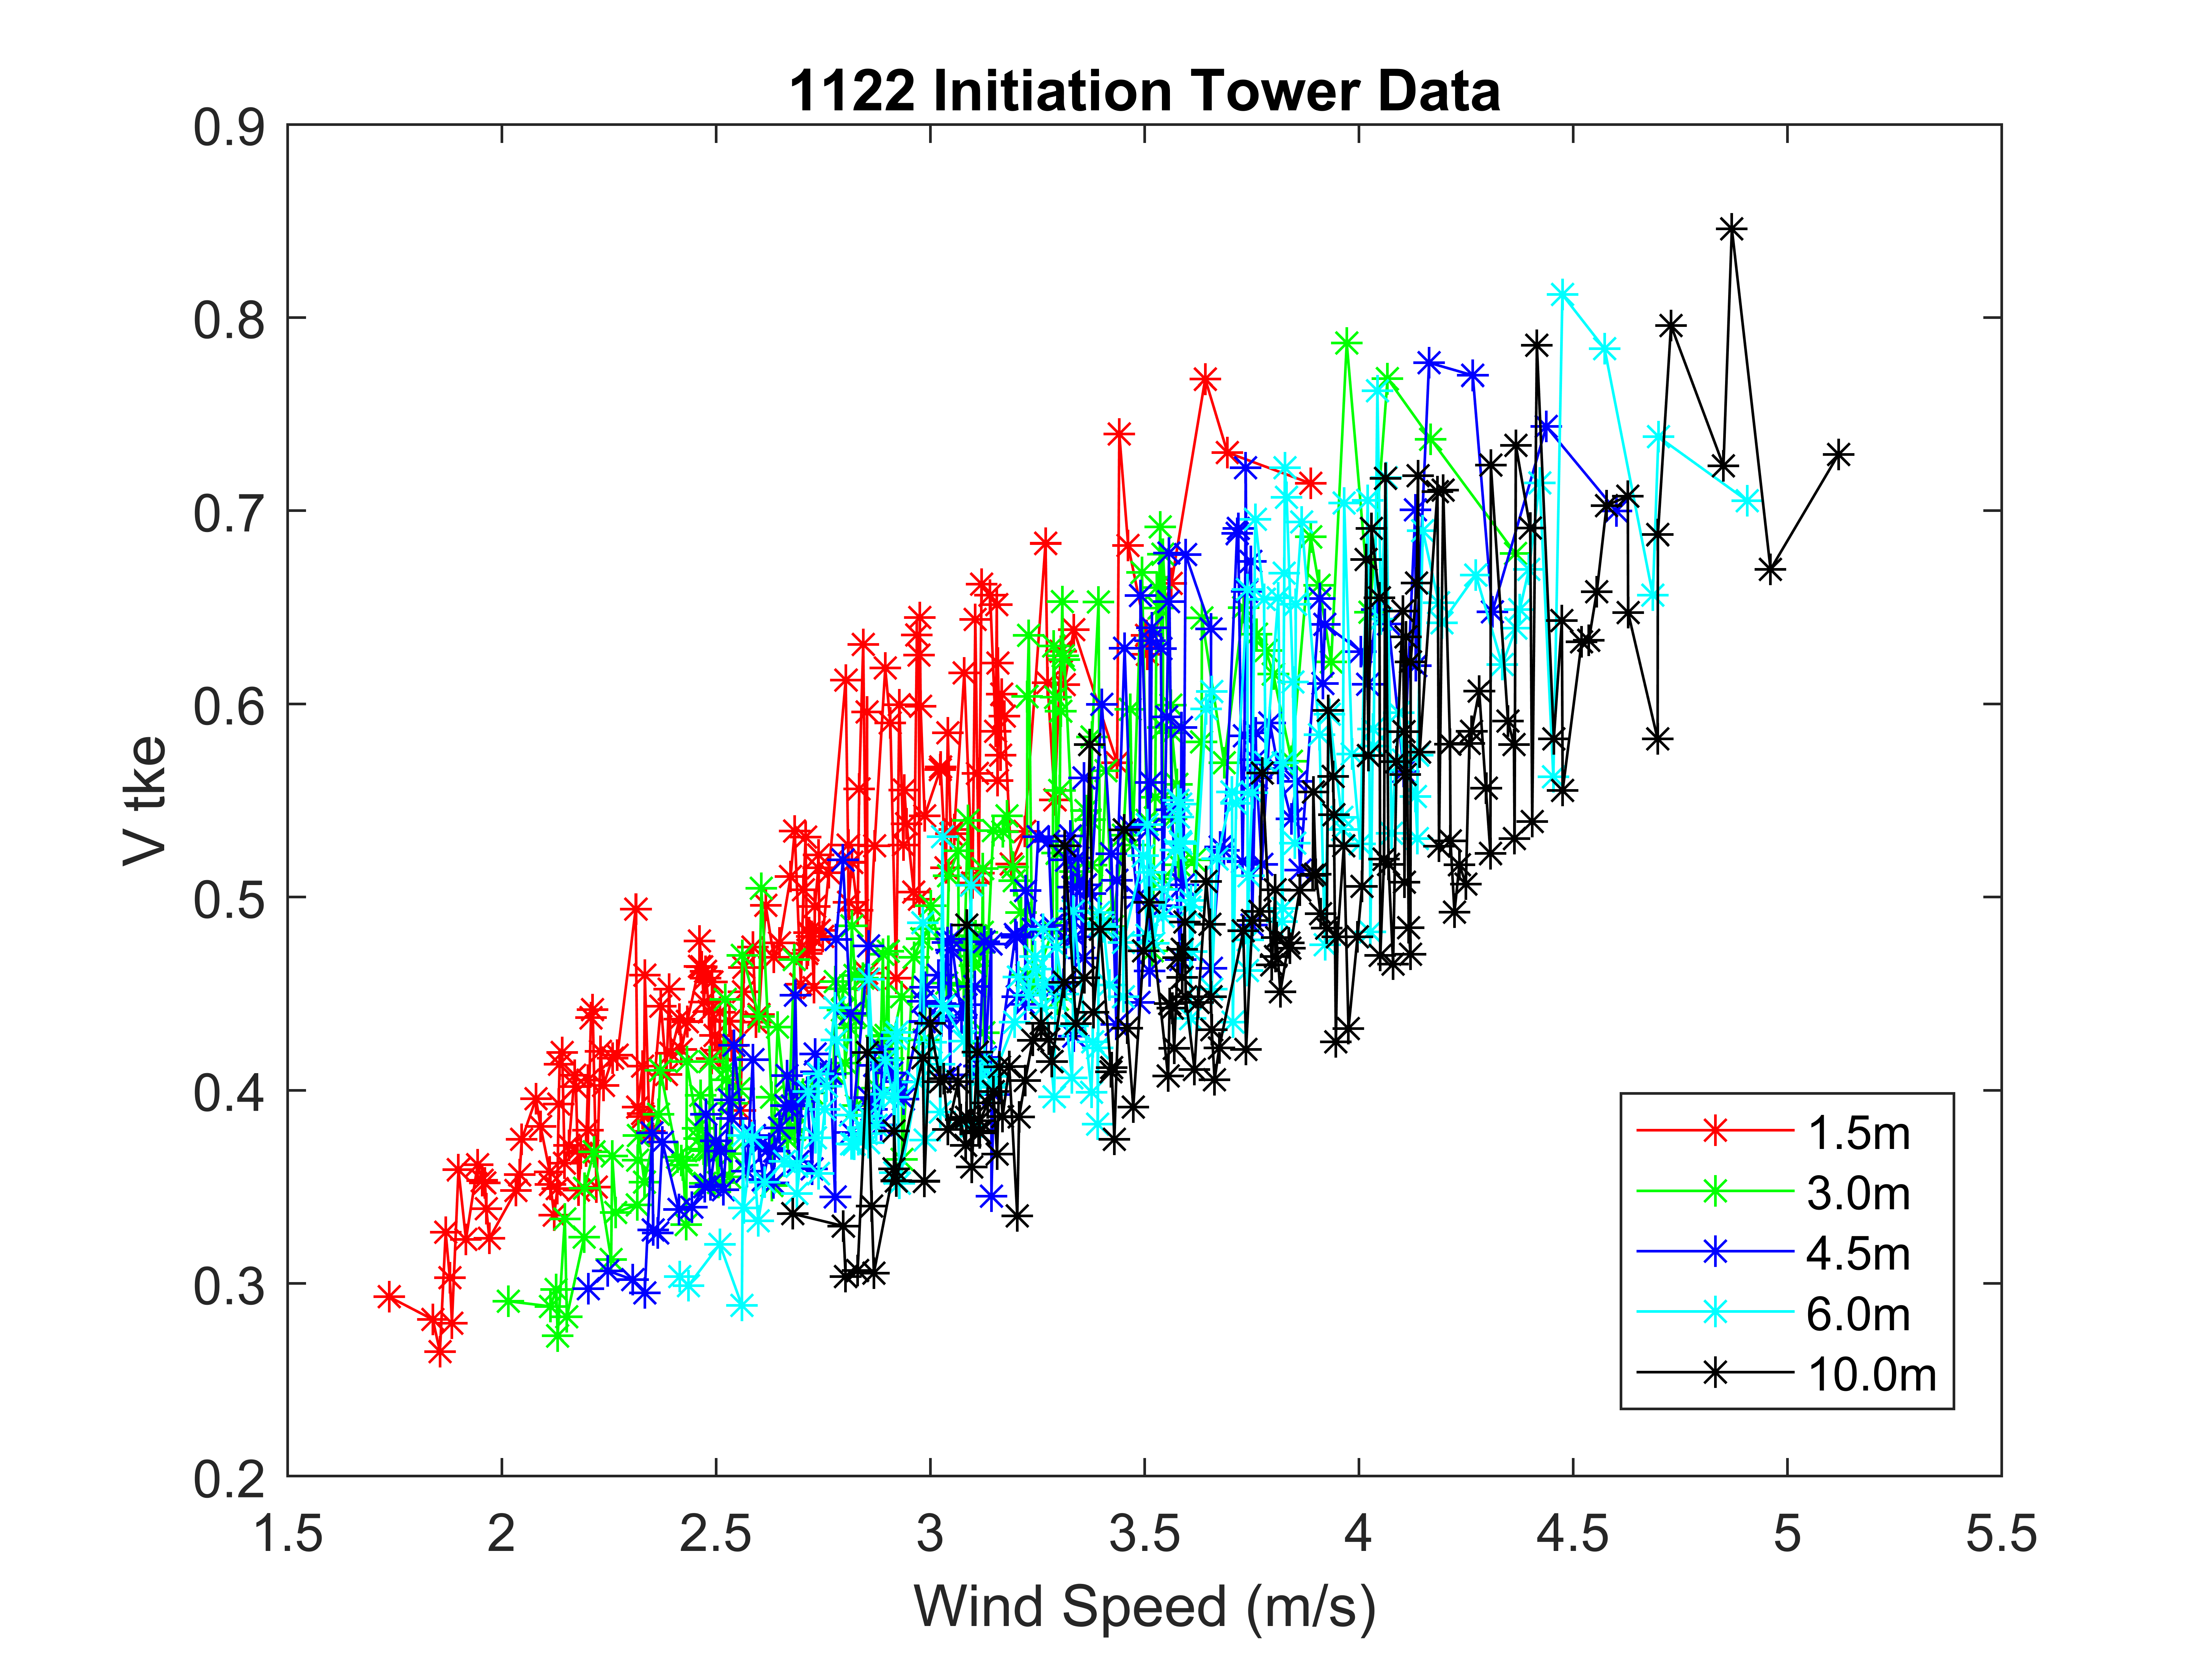 1122 Initiation Tower Data
0.9
0.8
0.7
0.6
0.5
0.4
0.3
0.2
V tke
1.5m
3.0m
4.5m
6.0m
10.0m
1.5 2 2.5 3 3.5 4 4.5 5 5.5
Wind Speed (m/s)